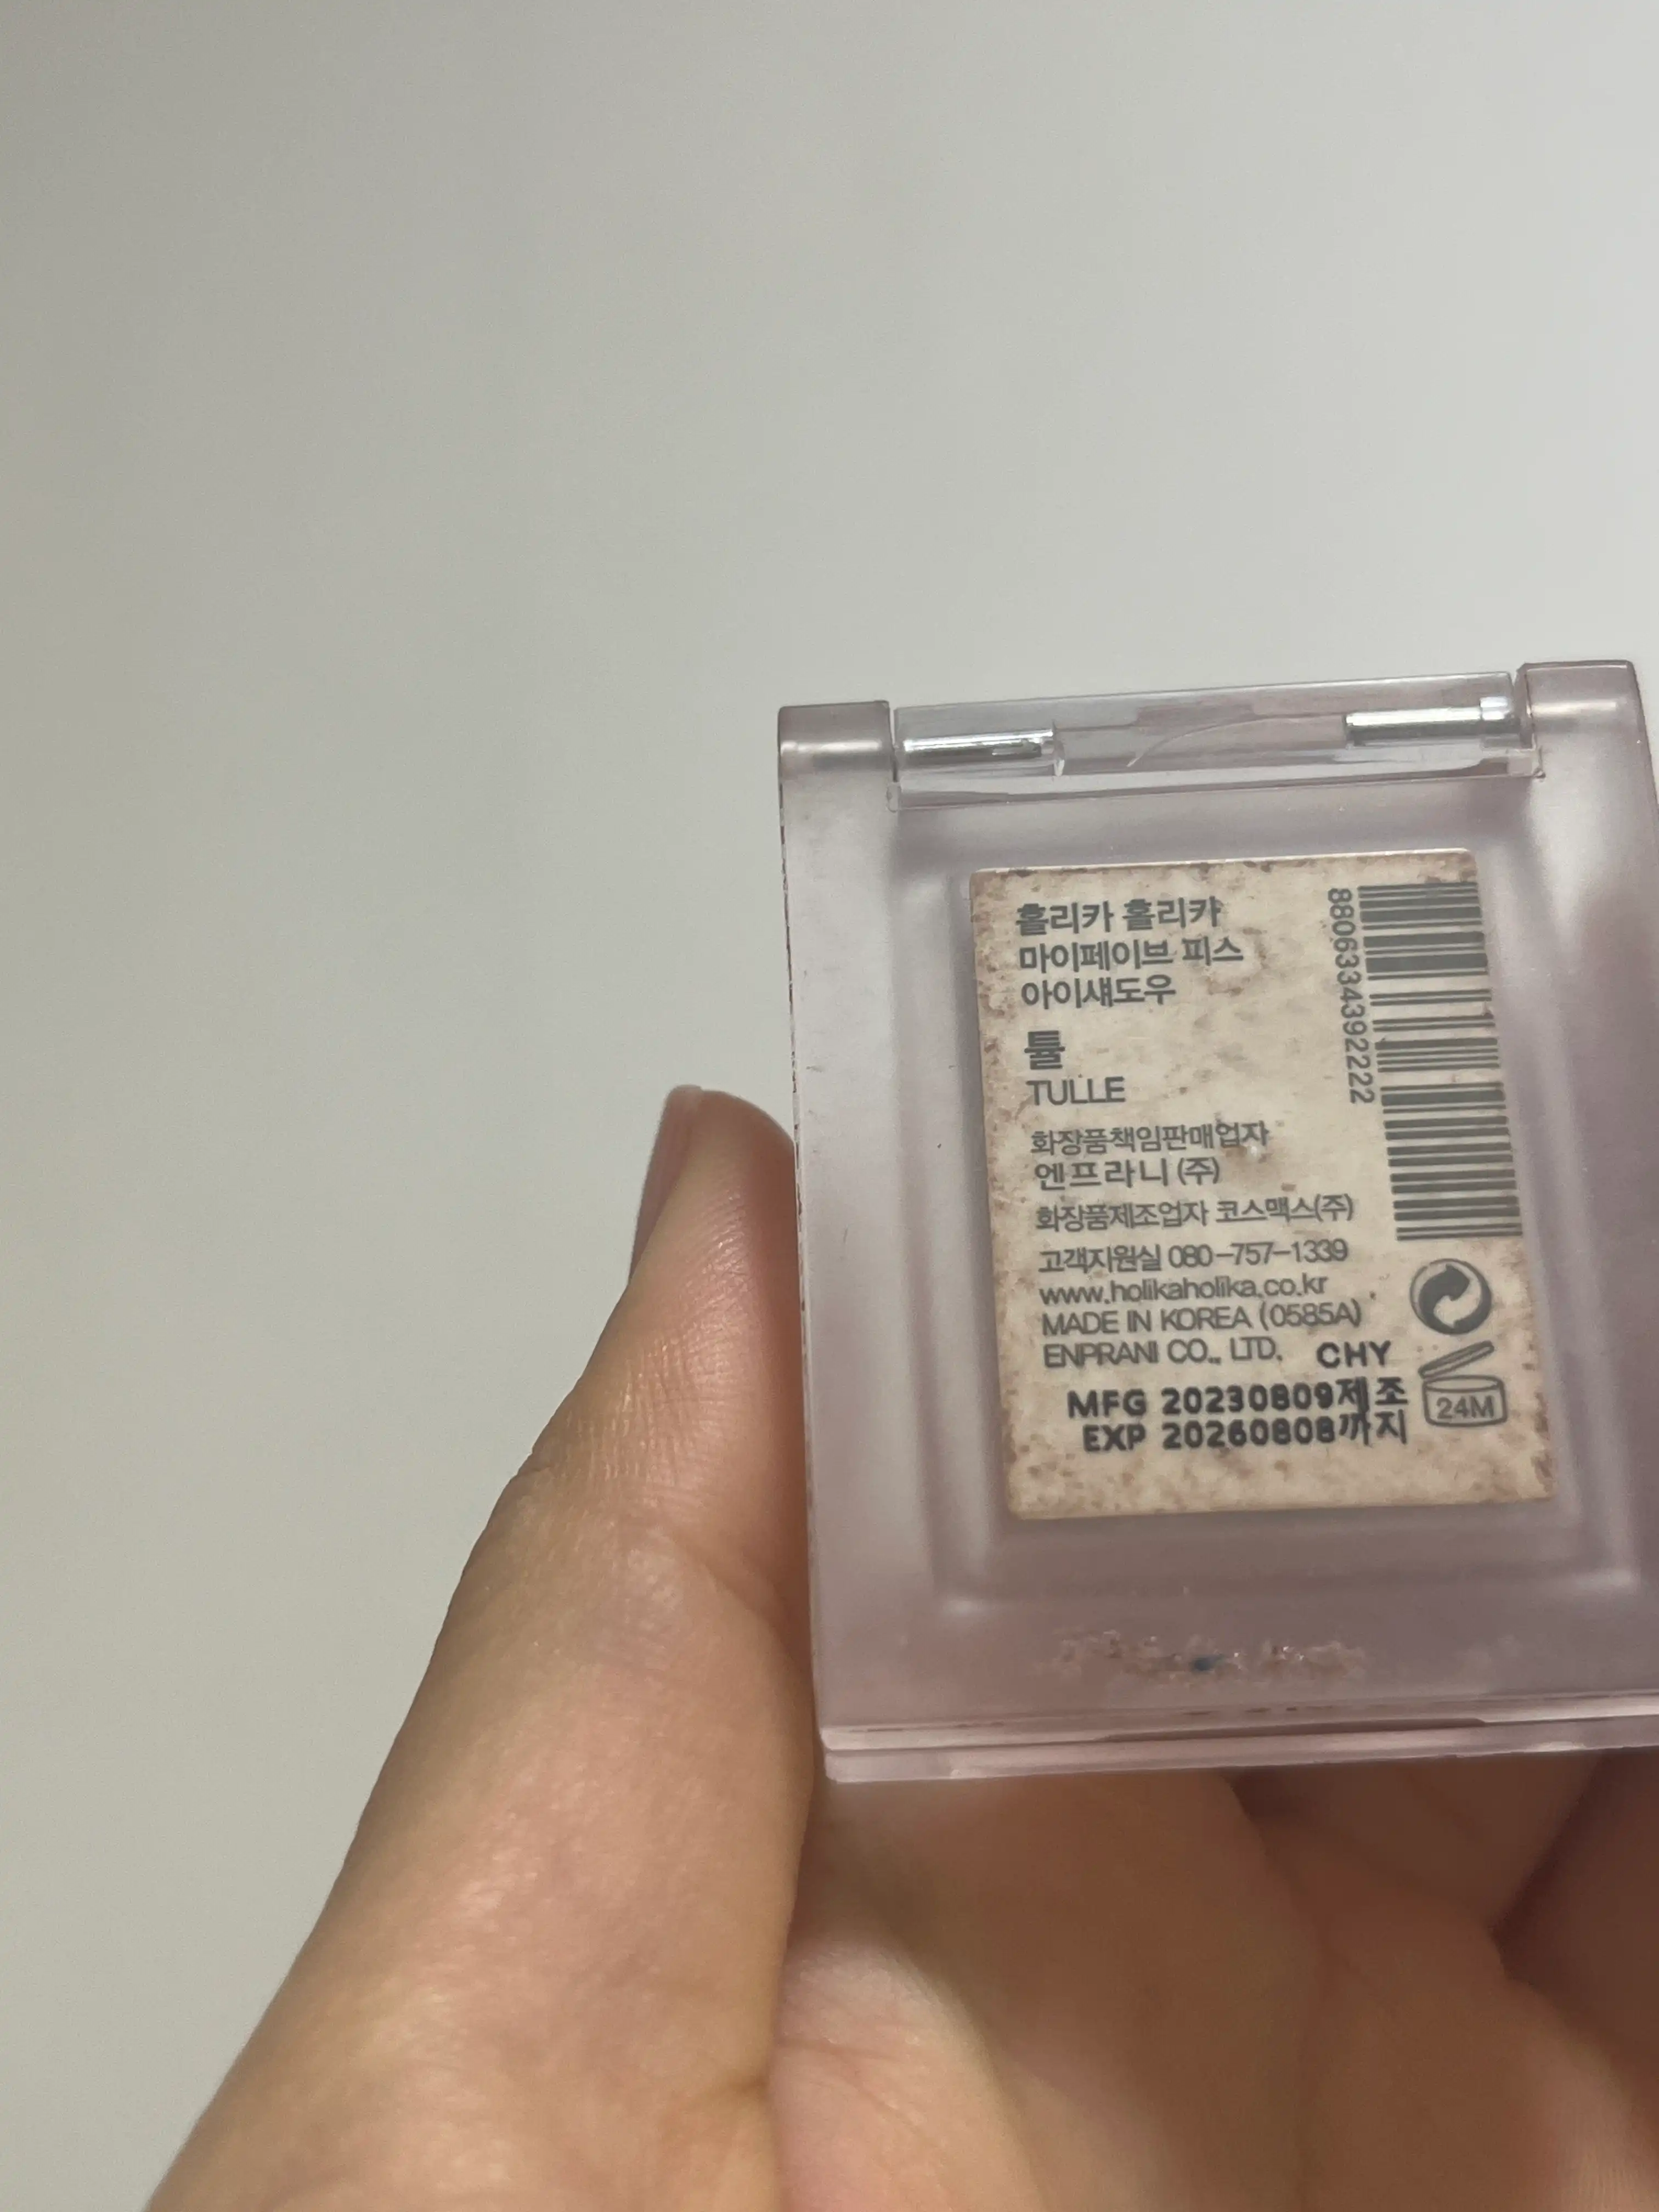 홀리카 홀리카
마이페이브 피스
아이섀도우
튤
TULLE
화장품책임판매업자
엔프라니 (주)
화장품제조업자 코스맥스(주)
고객지원실 080-757-1339
www.holikaholika.co.kr
MADE IN KOREA (0585A)
ENPRANI CO., LTD. CHY
MFG 20230809제조
EXP 20260808까지
24M
8806334392222